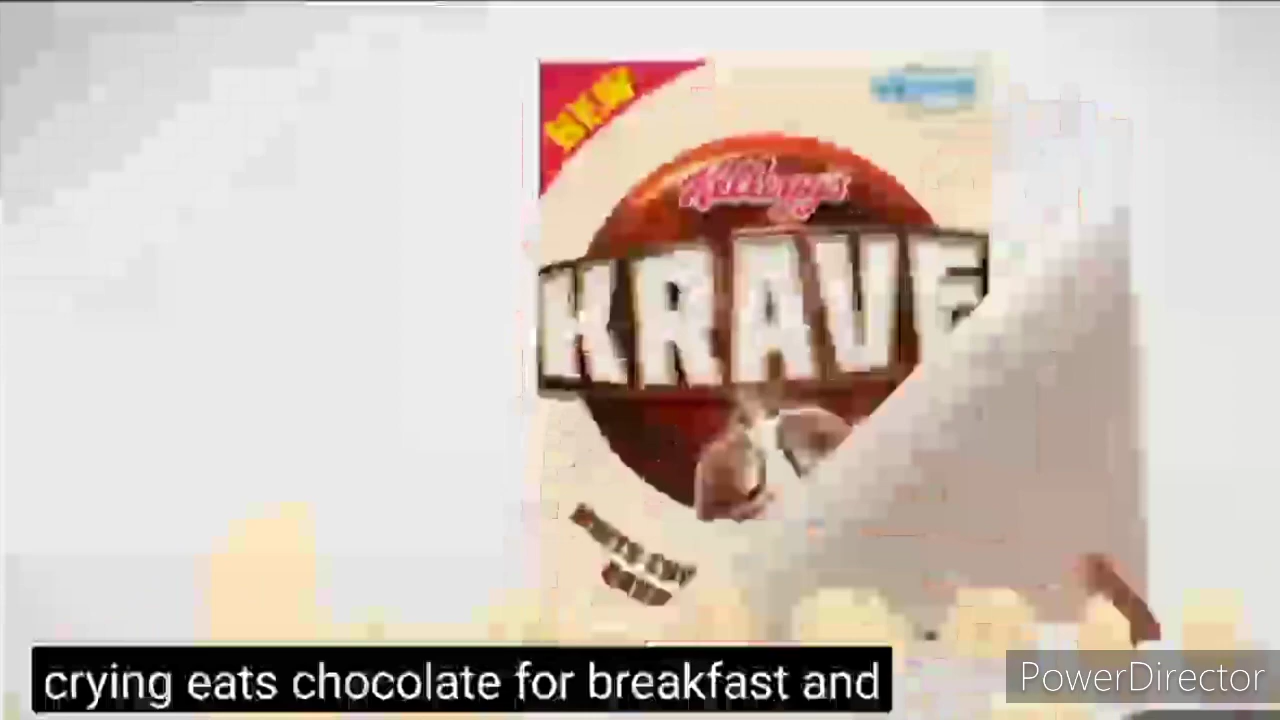 NEW
Kellogg's
KRAVE
crying eats chocolate for breakfast and
PowerDirector